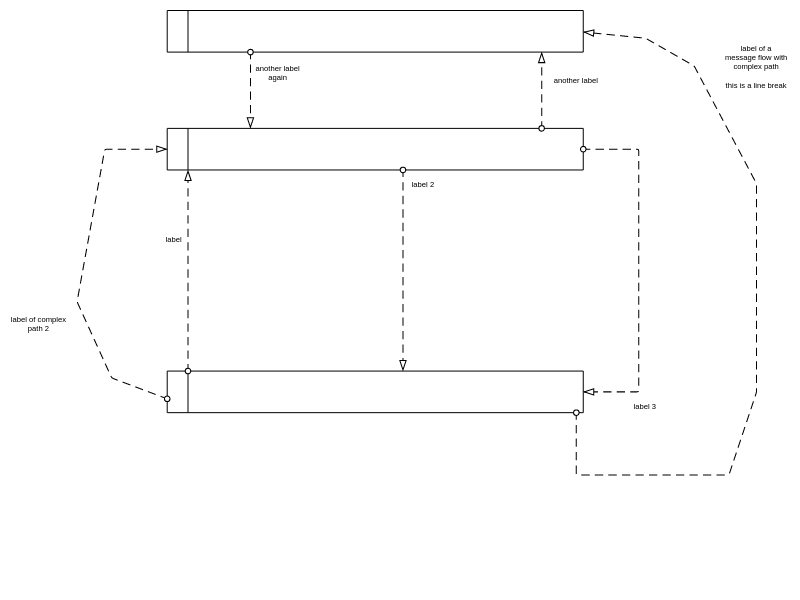 label of a
message flow with
complex path
this is a line break
another label
again
another label
label 2
label
label of complex
path 2
label 3